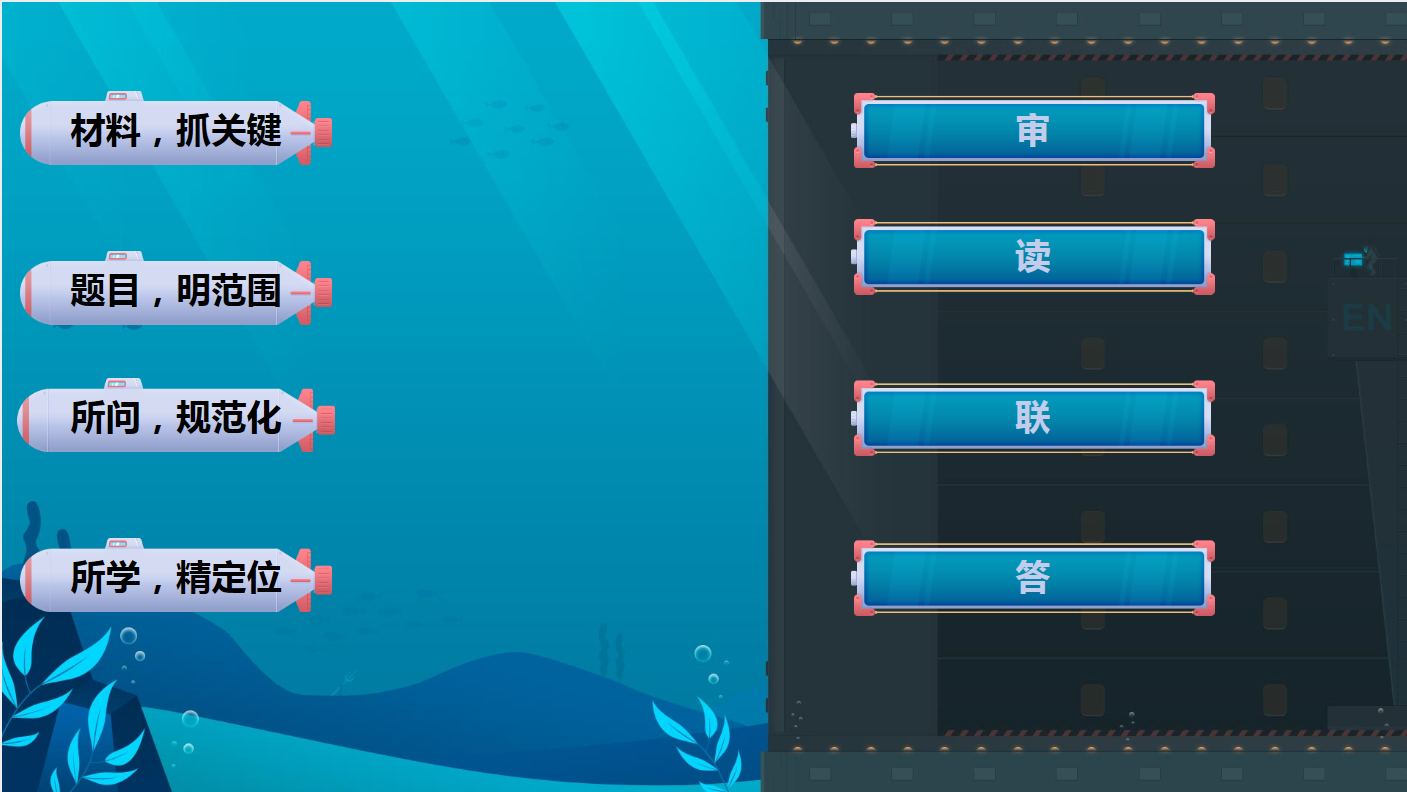 材料，抓关键
审
题目，明范围
读
所问，规范化
联
所学，精定位
答
EN